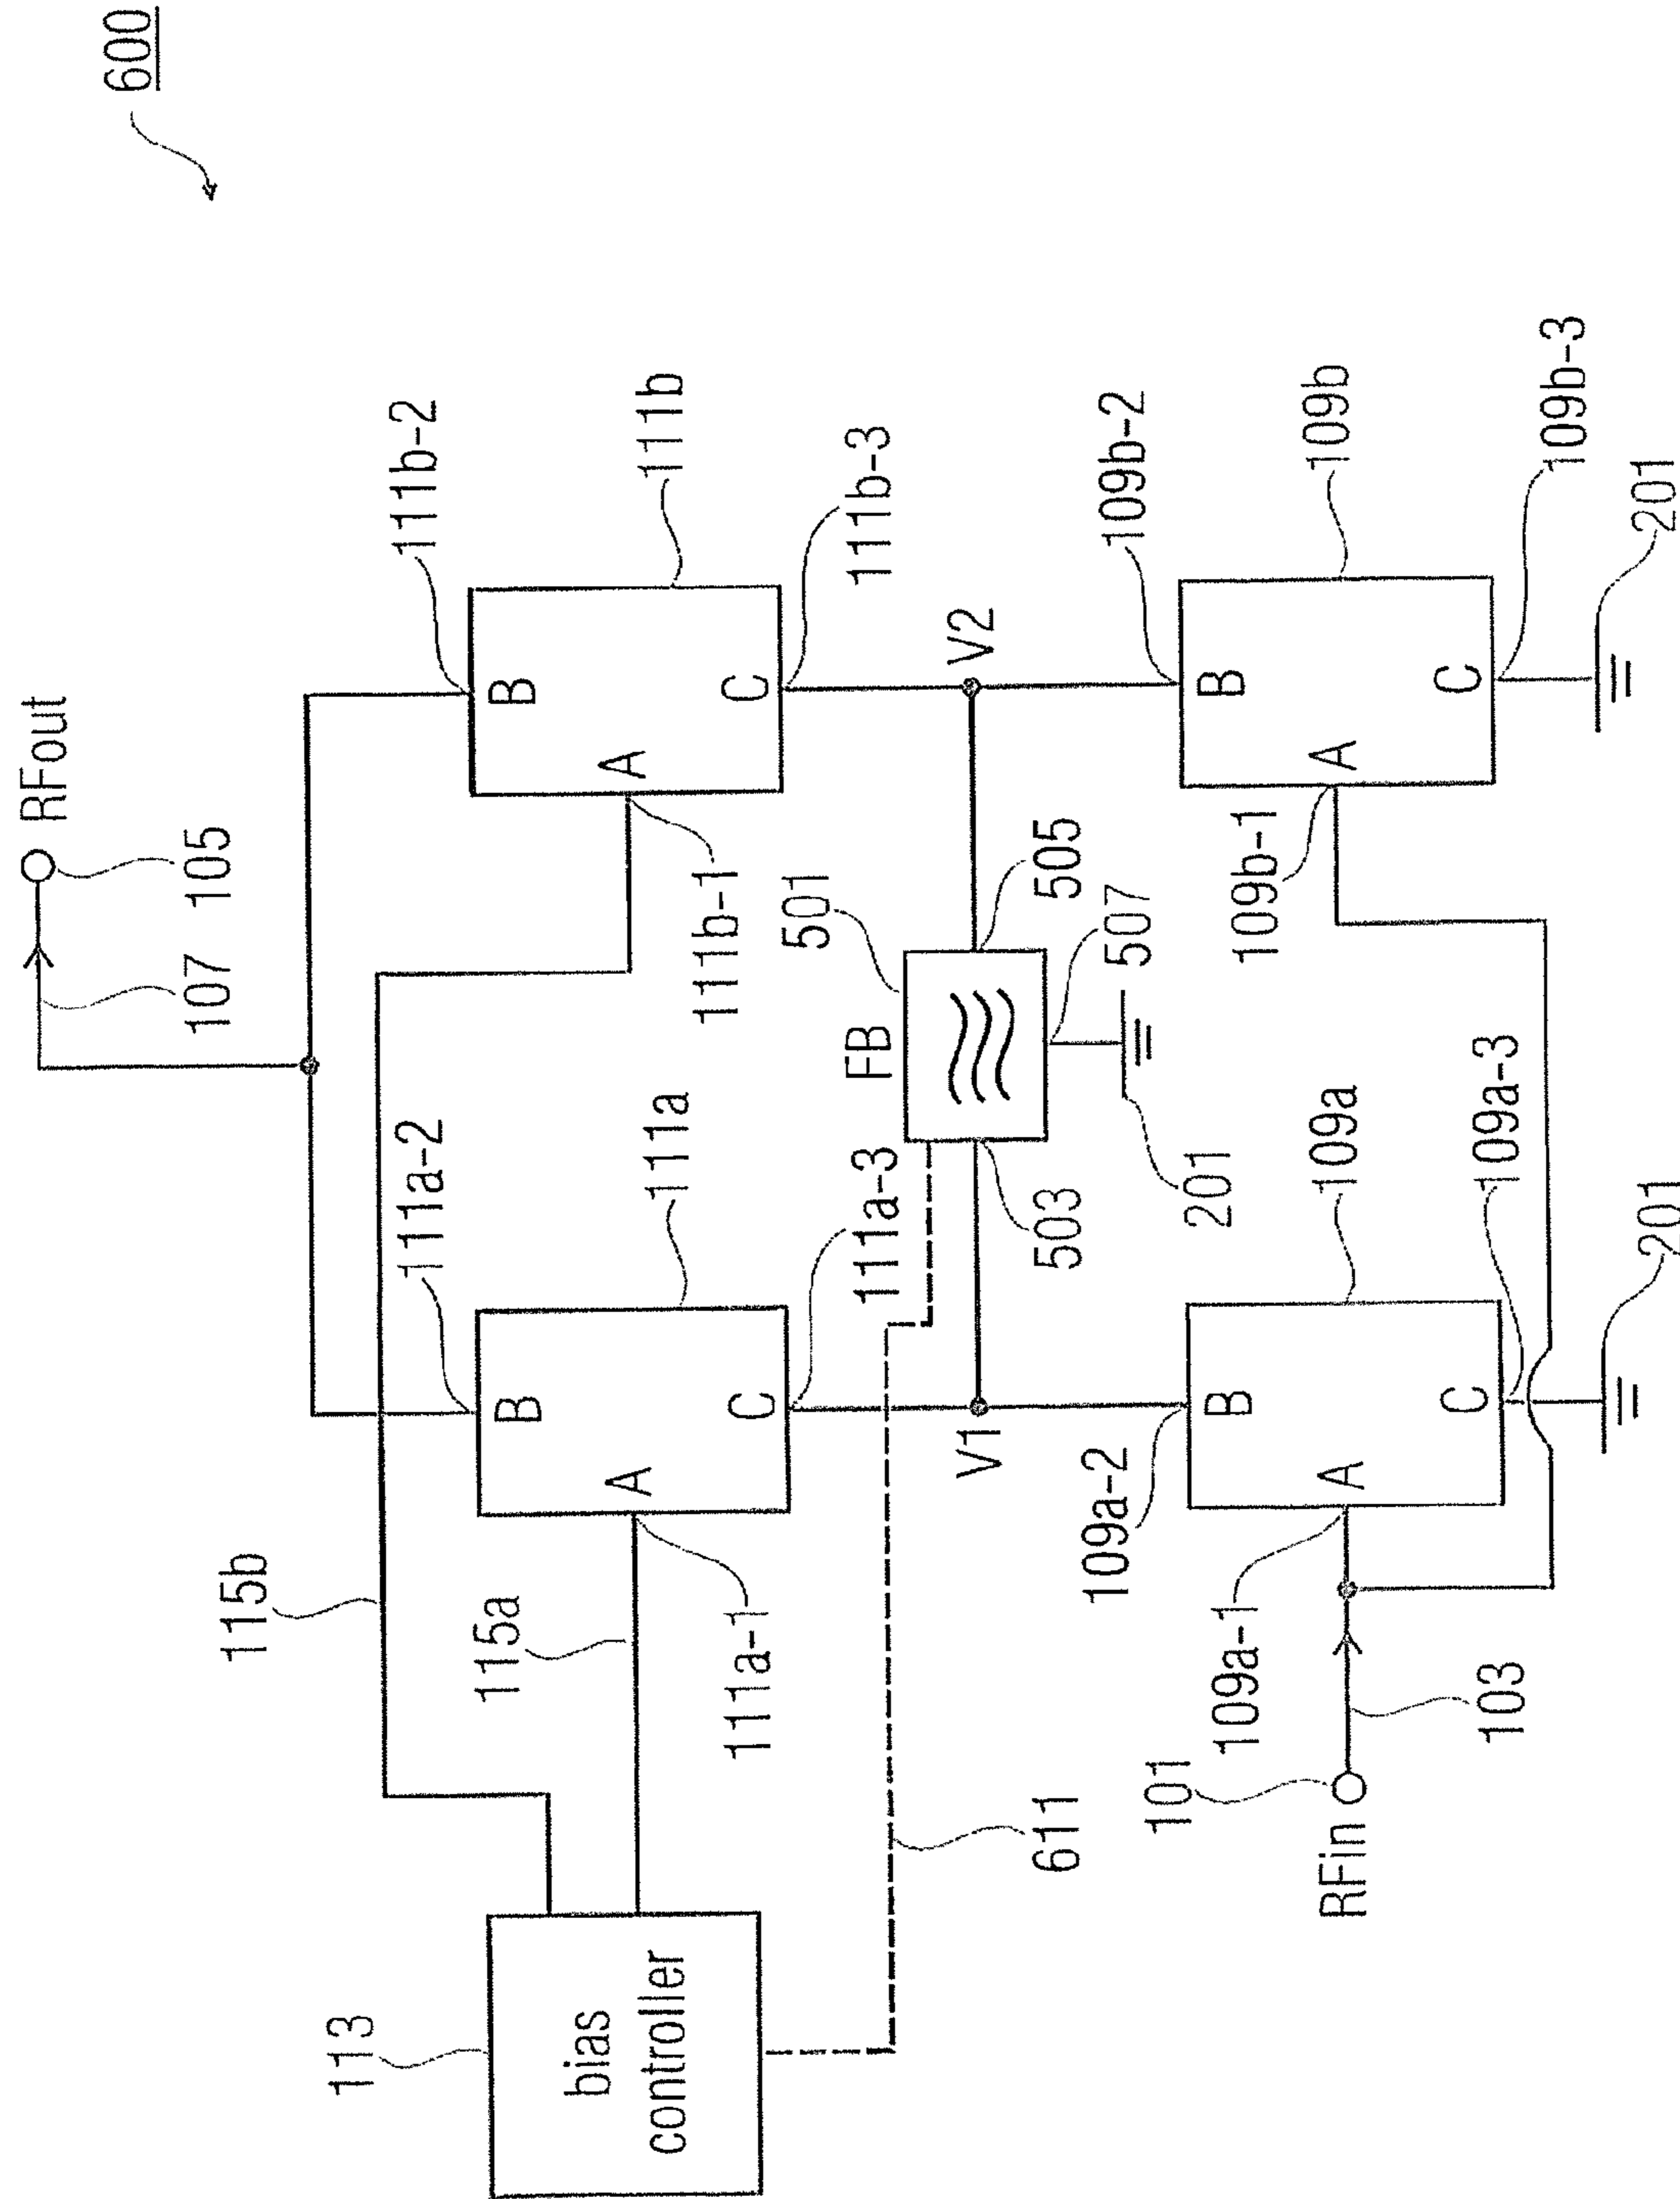 600
RFout
105
107
111b-2
111b
111b-3
111b-1
B
A
C
111a-2
111a
111a-3
111a-1
B
A
C
115b
115a
113
bias
controller
611
V1
V2
FB
501
503
505
507
201
109a-2
109a
109a-1
109a-3
B
A
C
201
109b-2
109b
109b-1
109b-3
B
A
C
201
101
RFin
103